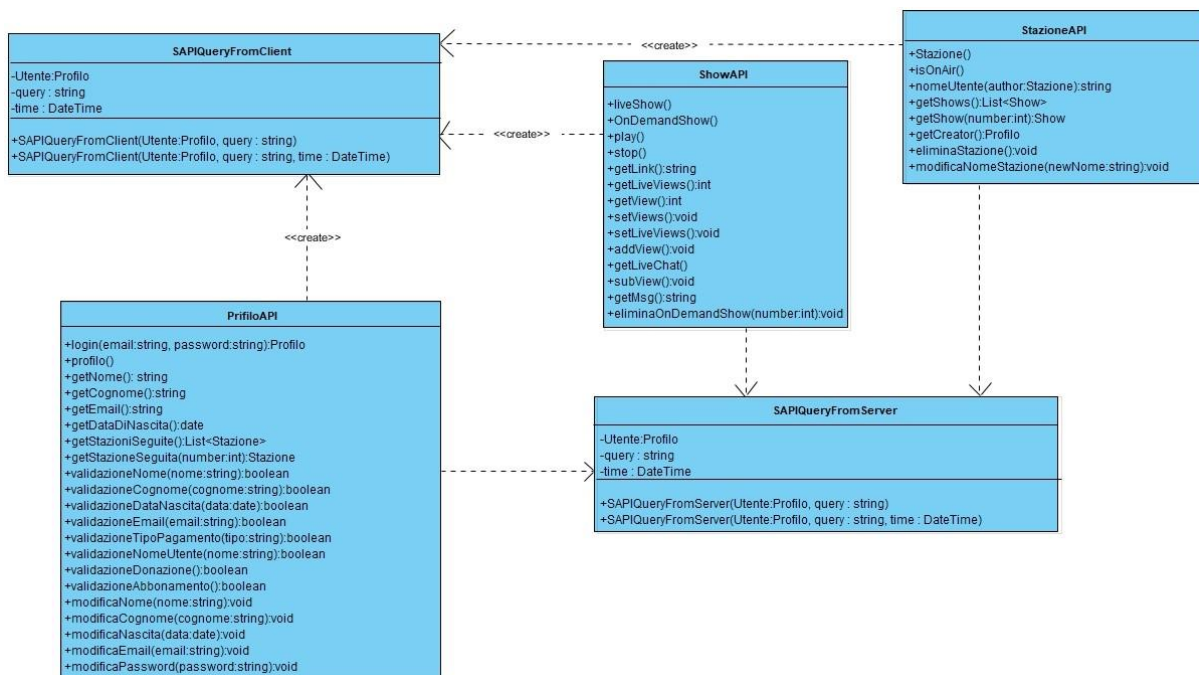 SAPIQueryFromClient
-Utente:Profilo
-query : string
-time : DateTime
+SAPIQueryFromClient(Utente:Profilo, query : string)
+SAPIQueryFromClient(Utente:Profilo, query : string, time : DateTime)
<<create>>
<<create>>
<<create>>
ShowAPI
+liveShow()
+OnDemandShow()
+play()
+stop()
+getLink():string
+getLiveViews():int
+getView():int
+setViews():void
+setLiveViews():void
+addView():void
+getLiveChat()
+subView():void
+getMsg():string
+eliminaOnDemandShow(number:int):void
StazioneAPI
+Stazione()
+isOnAir()
+nomeUtente(author:Stazione):string
+getShows():List<Show>
+getShow(number:int):Show
+getCreator():Profilo
+eliminaStazione():void
+modificaNomeStazione(newNome:string):void
PrifiloAPI
+login(email:string, password:string):Profilo
+profilo()
+getNome(): string
+getCognome():string
+getEmail():string
+getDataDiNascita():date
+getStazioniSeguite():List<Stazione>
+getStazioneSeguita(number:int):Stazione
+validazioneNome(nome:string):boolean
+validazioneCognome(cognome:string):boolean
+validazioneDataNascita(data:date):boolean
+validazioneEmail(email:string):boolean
+validazioneTipoPagamento(tipo:string):boolean
+validazioneNomeUtente(nome:string):boolean
+validazioneDonazione():boolean
+validazioneAbbonamento():boolean
+modificaNome(nome:string):void
+modificaCognome(cognome:string):void
+modificaNascita(data:date):void
+modificaEmail(email:string):void
+modificaPassword(password:string):void
SAPIQueryFromServer
-Utente:Profilo
-query : string
-time : DateTime
+SAPIQueryFromServer(Utente:Profilo, query : string)
+SAPIQueryFromServer(Utente:Profilo, query : string, time : DateTime)